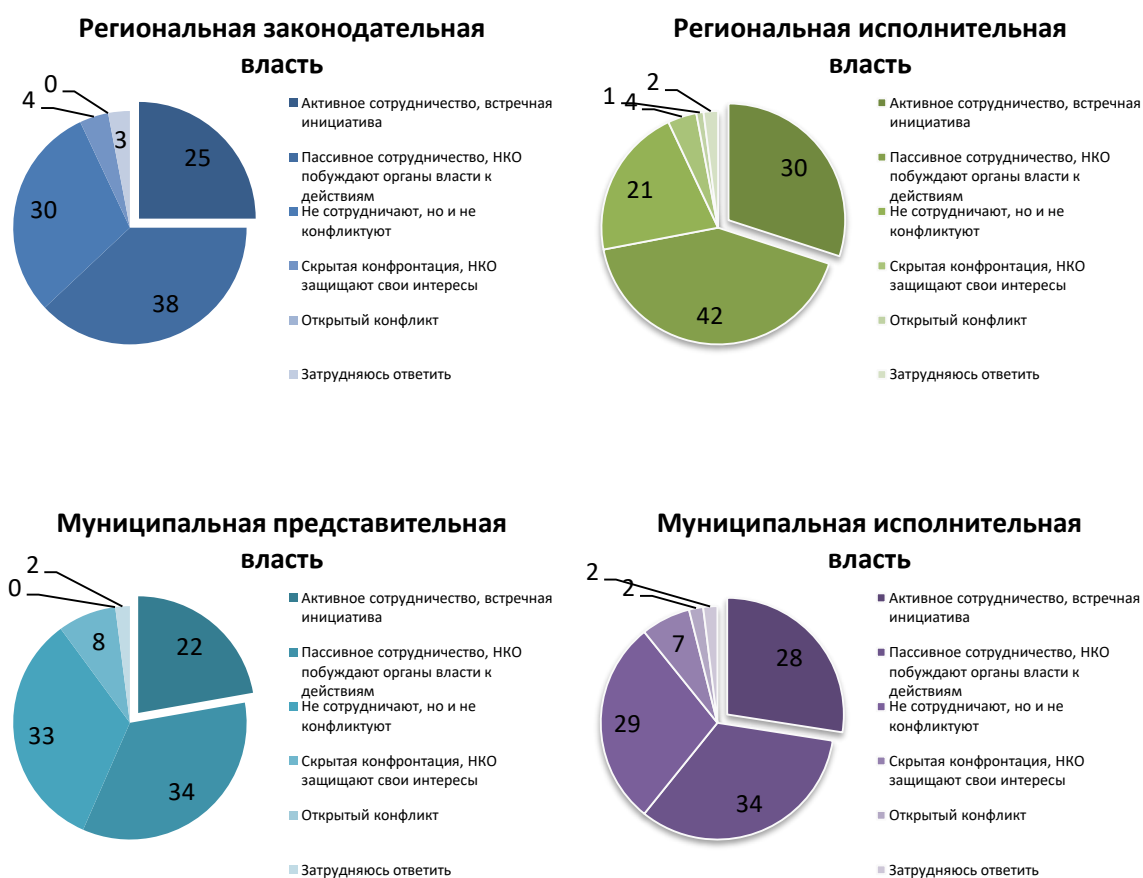 Региональная законодательная
власть
0
4
3
25
30
38
Активное сотрудничество, встречная
инициатива
Пассивное сотрудничество, НКО
побуждают органы власти к
действиям
Не сотрудничают, но и не
конфликтуют
Скрытая конфронтация, НКО
защищают свои интересы
Открытый конфликт
Затрудняюсь ответить
Региональная исполнительная
власть
2
1
4
30
21
42
Активное сотрудничество, встречная
инициатива
Пассивное сотрудничество, НКО
побуждают органы власти к
действиям
Не сотрудничают, но и не
конфликтуют
Скрытая конфронтация, НКО
защищают свои интересы
Открытый конфликт
Затрудняюсь ответить
Муниципальная представительная
власть
2
0
8
22
33
34
Активное сотрудничество, встречная
инициатива
Пассивное сотрудничество, НКО
побуждают органы власти к
действиям
Не сотрудничают, но и не
конфликтуют
Скрытая конфронтация, НКО
защищают свои интересы
Открытый конфликт
Затрудняюсь ответить
Муниципальная исполнительная
власть
2
2
7
28
29
34
Активное сотрудничество, встречная
инициатива
Пассивное сотрудничество, НКО
побуждают органы власти к
действиям
Не сотрудничают, но и не
конфликтуют
Скрытая конфронтация, НКО
защищают свои интересы
Открытый конфликт
Затрудняюсь ответить